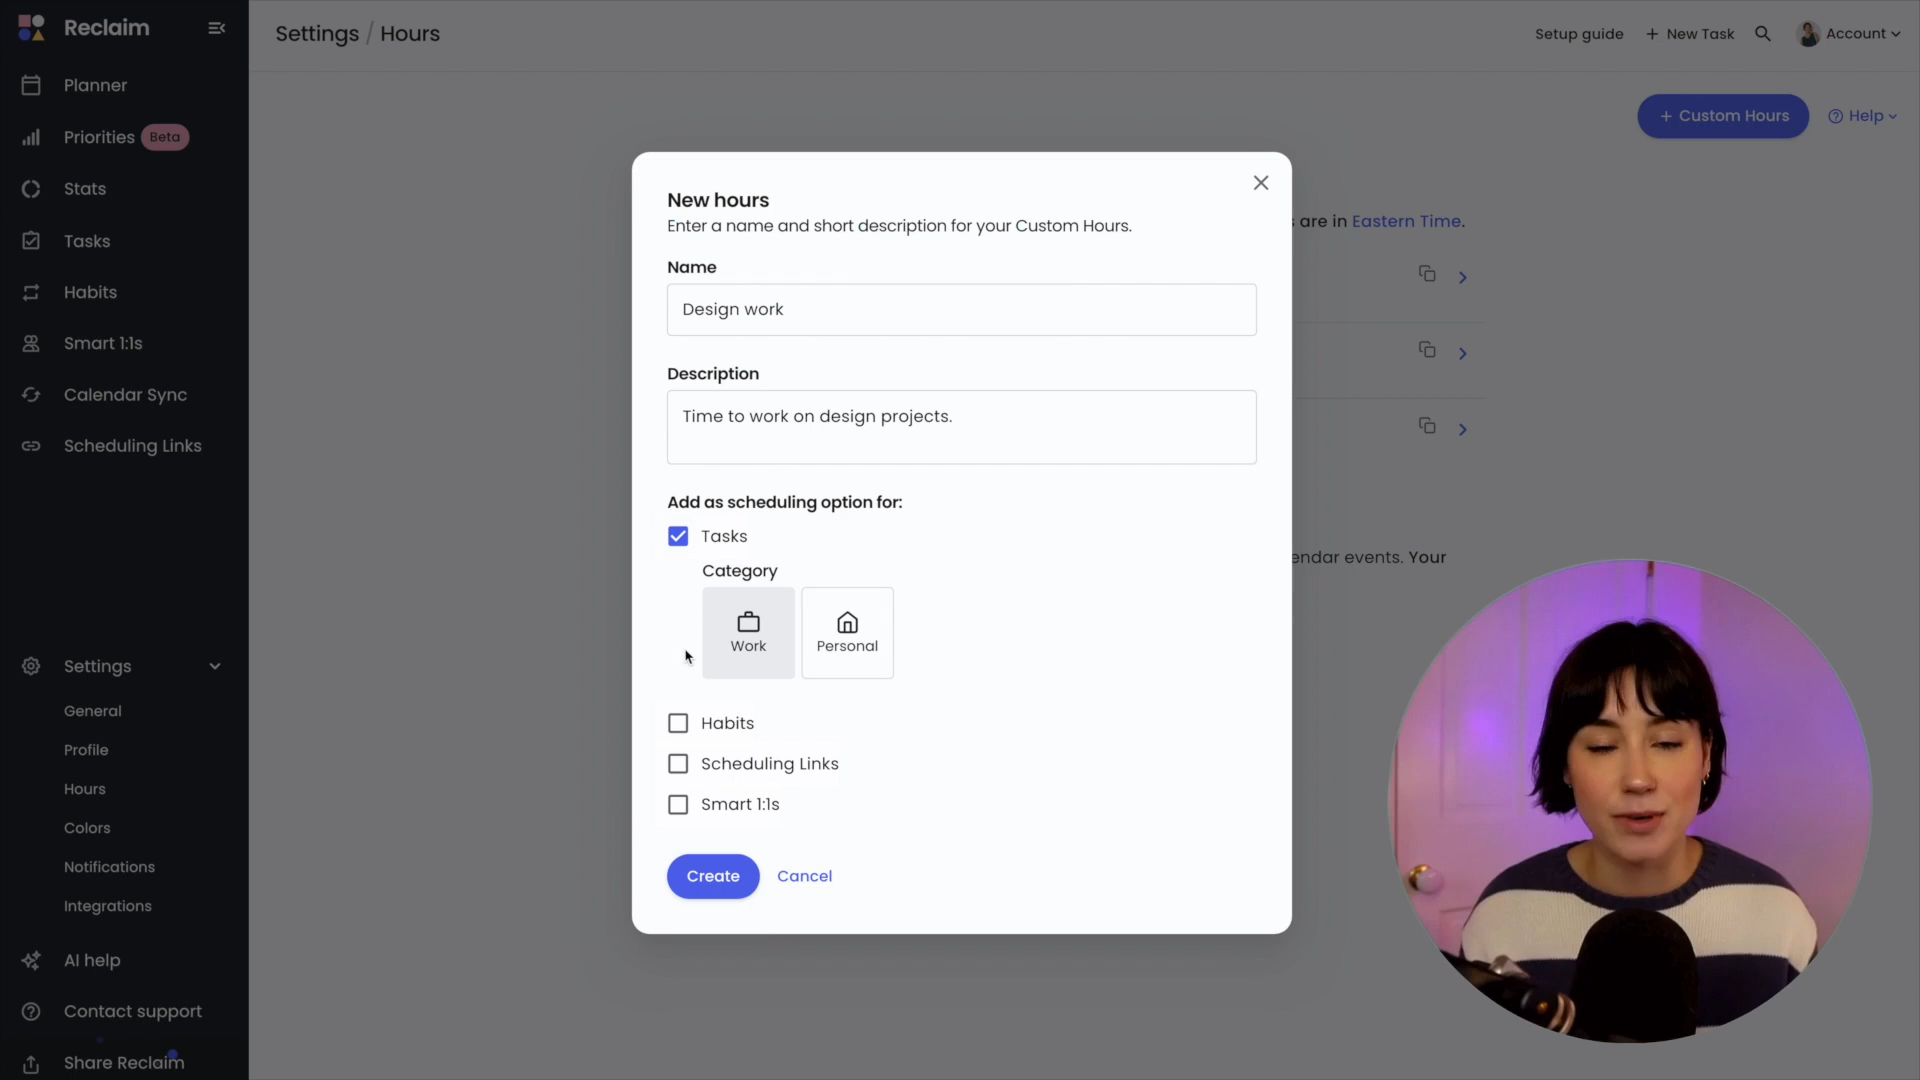 Reclaim
Planner
Priorities Beta
Stats
Tasks
Habits
Smart 1:1s
Calendar Sync
Scheduling Links
Settings
General
Profile
Hours
Colors
Notifications
Integrations
AI help
Contact support
Share Reclaim
Settings / Hours
Setup guide + New Task Account
+ Custom Hours Help
are in Eastern Time.
endar events. Your
New hours
Enter a name and short description for your Custom Hours.
Name
Design work
Description
Time to work on design projects.
Add as scheduling option for:
Tasks
Category
Work Personal
Habits
Scheduling Links
Smart 1:1s
Create Cancel